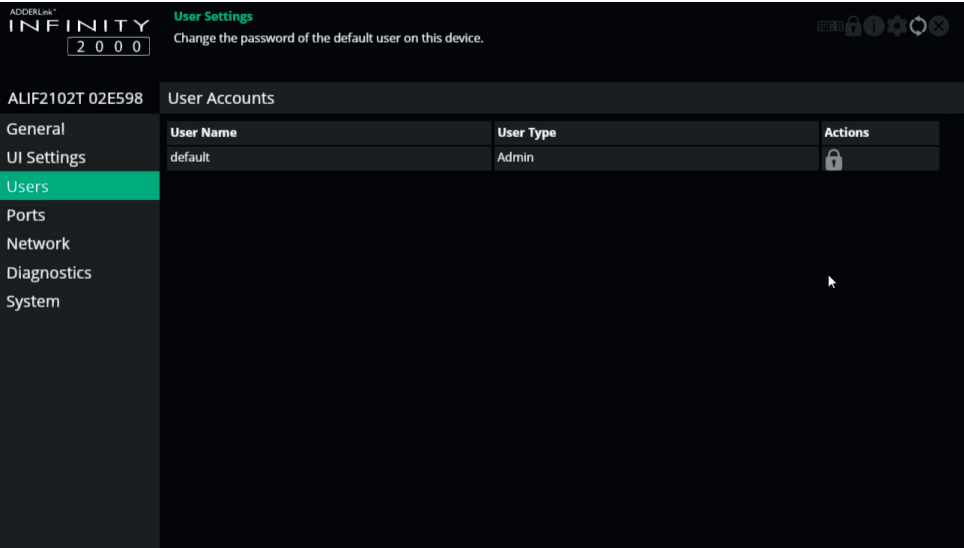 ADDERLink™
INFINITY
2000
User Settings
Change the password of the default user on this device.
ALIF2102T 02E598
User Accounts
General
UI Settings
Users
Ports
Network
Diagnostics
System
User Name User Type Actions
default Admin